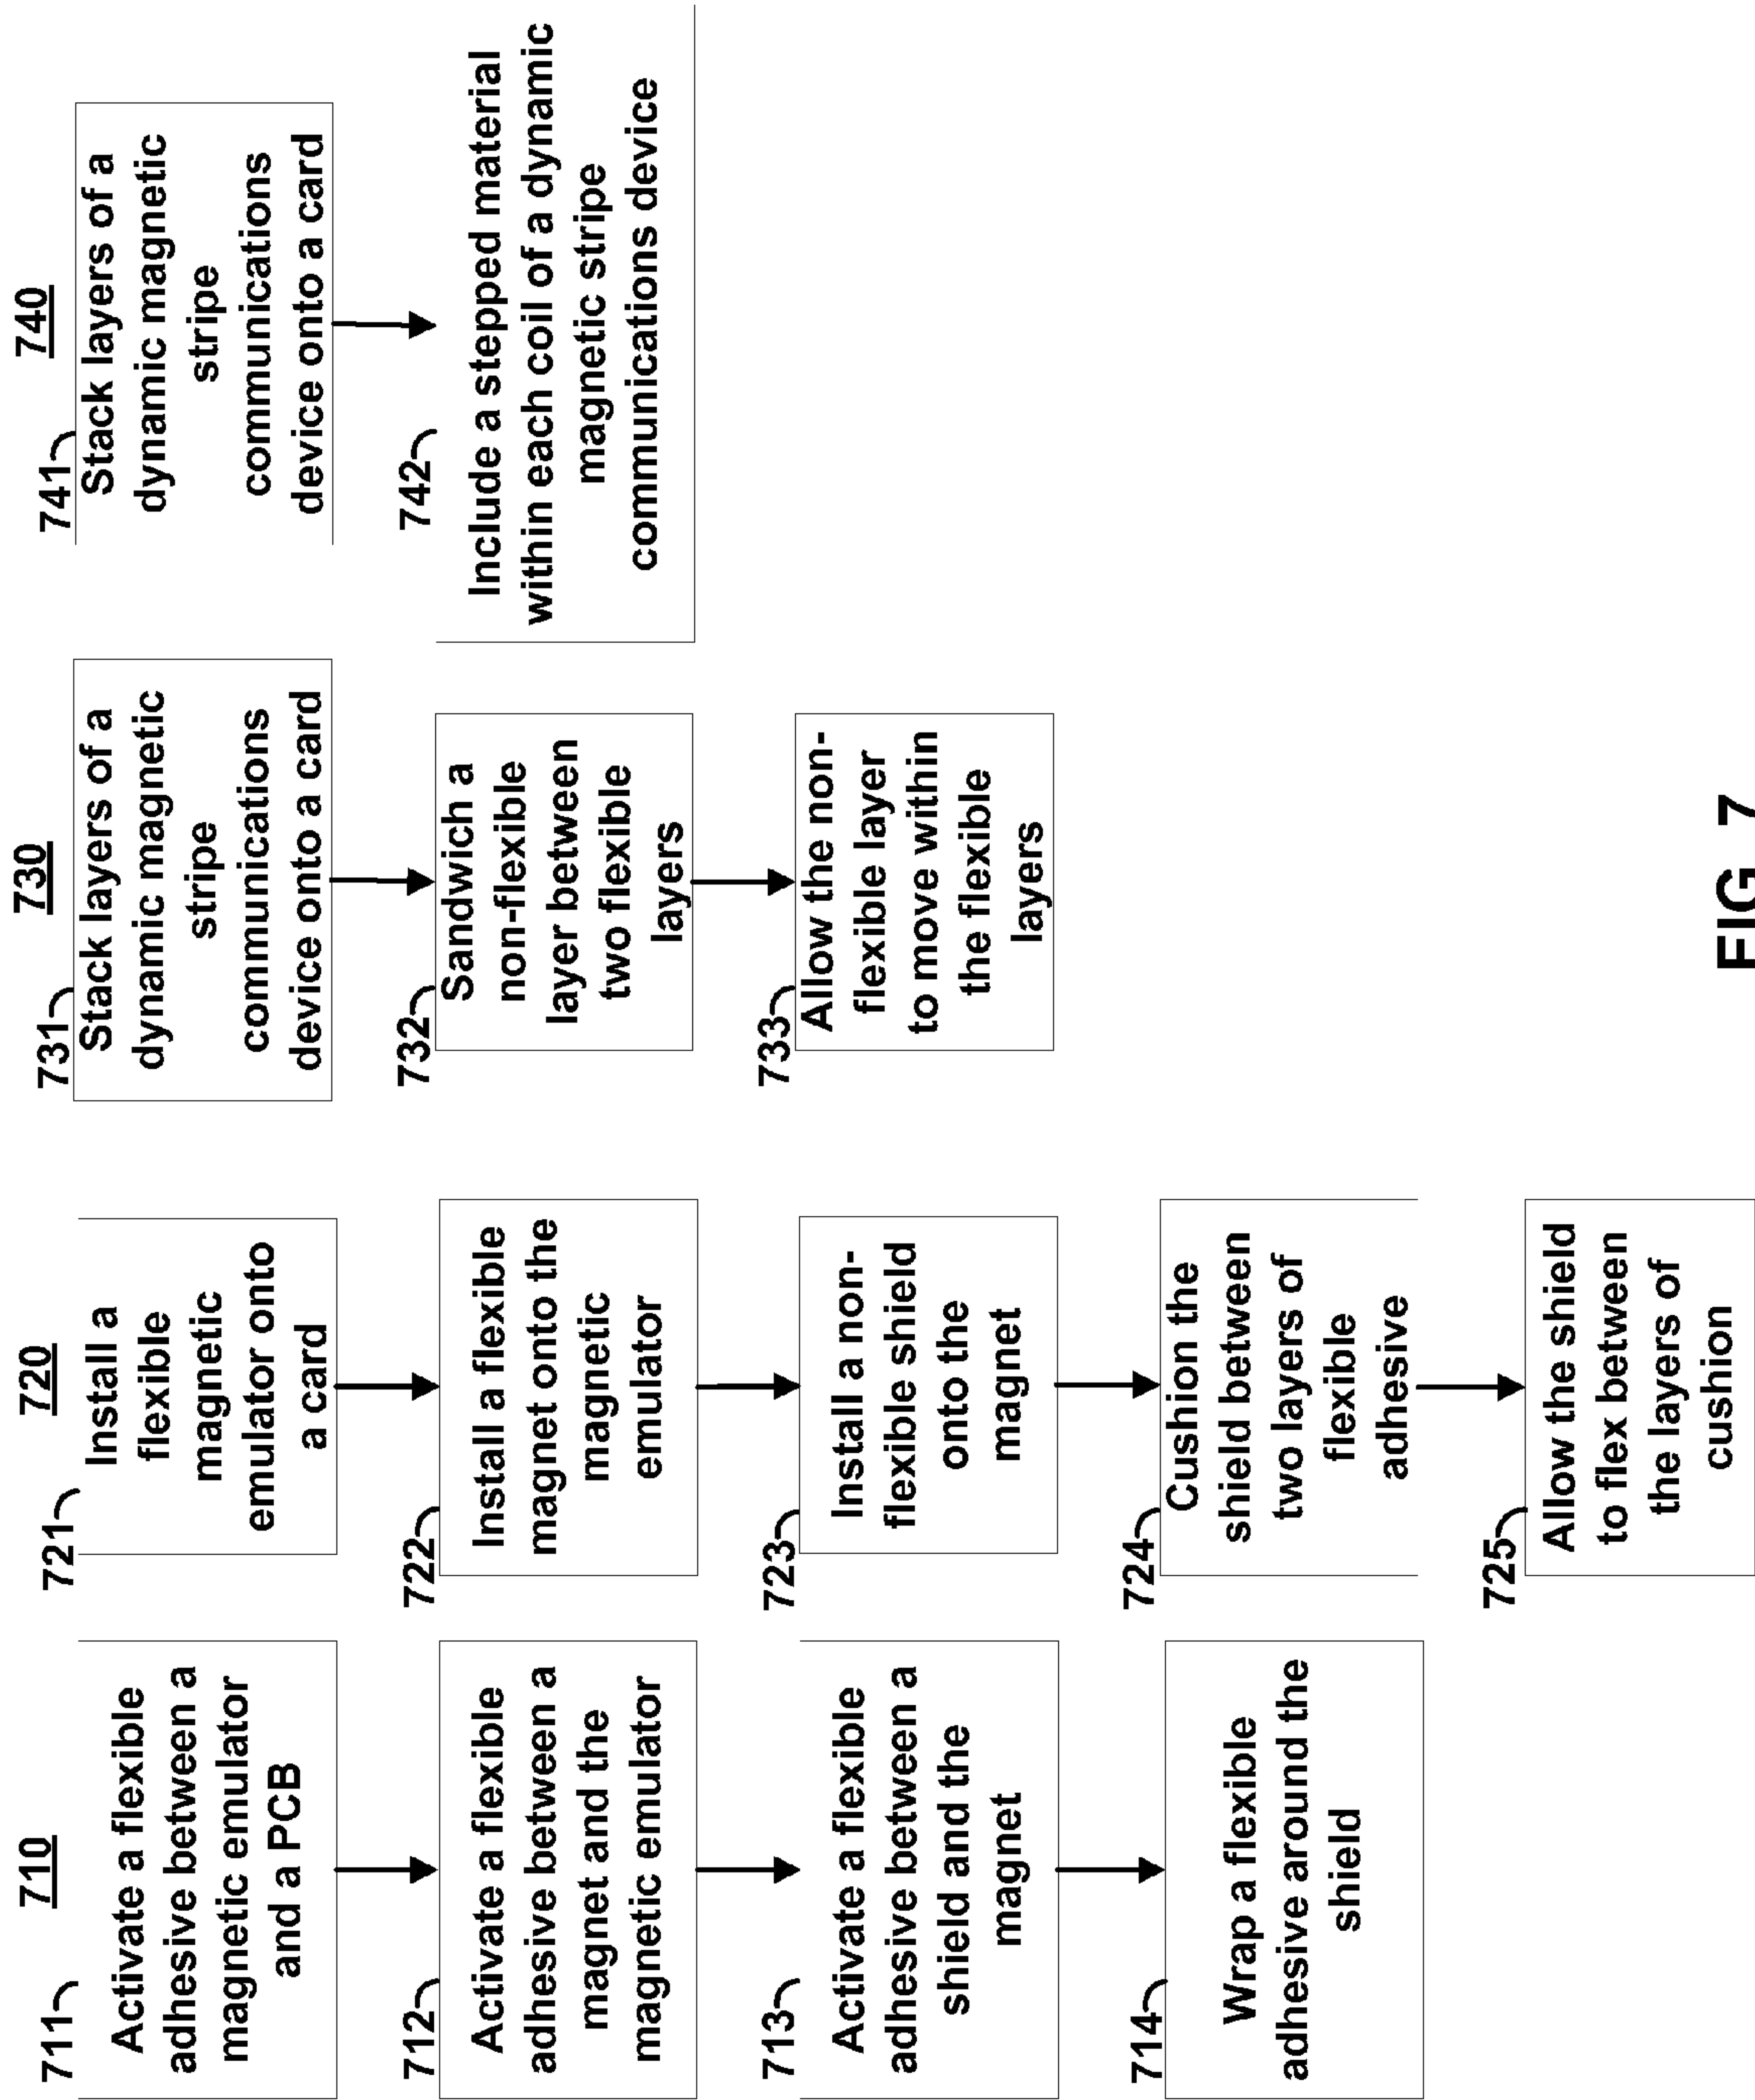 710
711
Activate a flexible
adhesive between a
magnetic emulator
and a PCB
712
Activate a flexible
adhesive between a
magnet and the
magnetic emulator
713
Activate a flexible
adhesive between a
shield and the
magnet
714
Wrap a flexible
adhesive around the
shield
720
721
Install a
flexible
magnetic
emulator onto
a card
722
Install a flexible
magnet onto the
magnetic
emulator
723
Install a non-
flexible shield
onto the
magnet
724
Cushion the
shield between
two layers of
flexible
adhesive
725
Allow the shield
to flex between
the layers of
cushion
730
731
Stack layers of a
dynamic magnetic
stripe
communications
device onto a card
732
Sandwich a
non-flexible
layer between
two flexible
layers
733
Allow the non-
flexible layer
to move within
the flexible
layers
740
741
Stack layers of a
dynamic magnetic
stripe
communications
device onto a card
742
Include a stepped material
within each coil of a dynamic
magnetic stripe
communications device
FIG 7